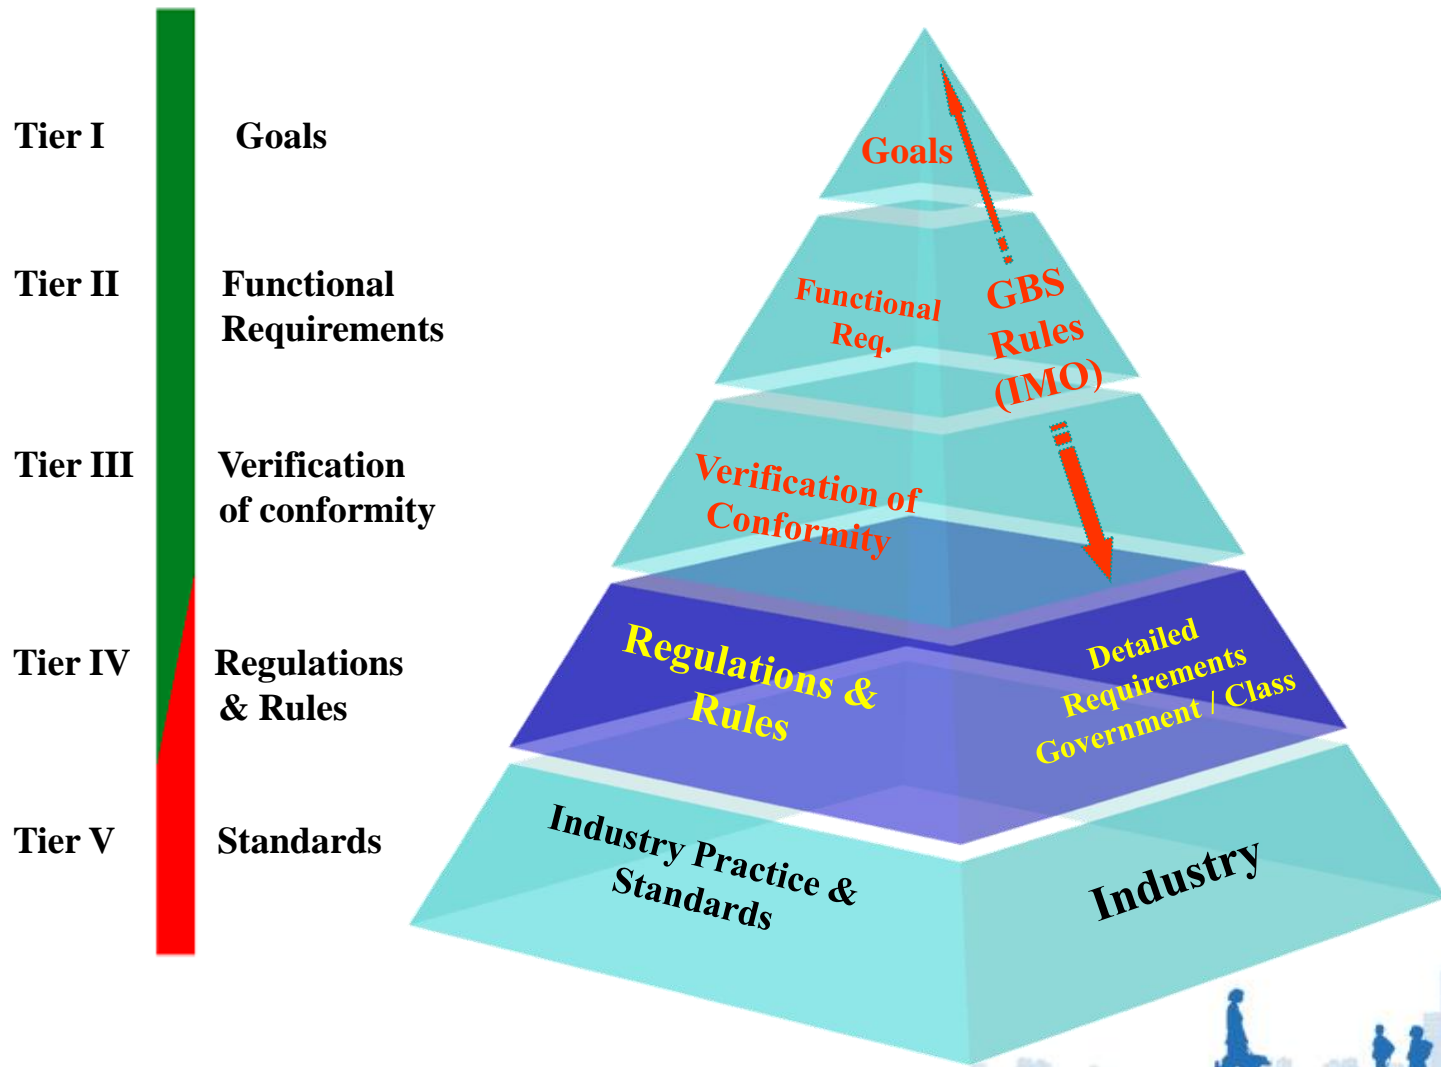 Tier I
Goals
Tier II
Functional
Requirements
Tier III
Verification
of conformity
Tier IV
Regulations
& Rules
Tier V
Standards
Goals
Functional
Req.
GBS
Rules
(IMO)
Verification of
Conformity
Regulations &
Rules
Detailed
Requirements
Government / Class
Industry Practice &
Standards
Industry